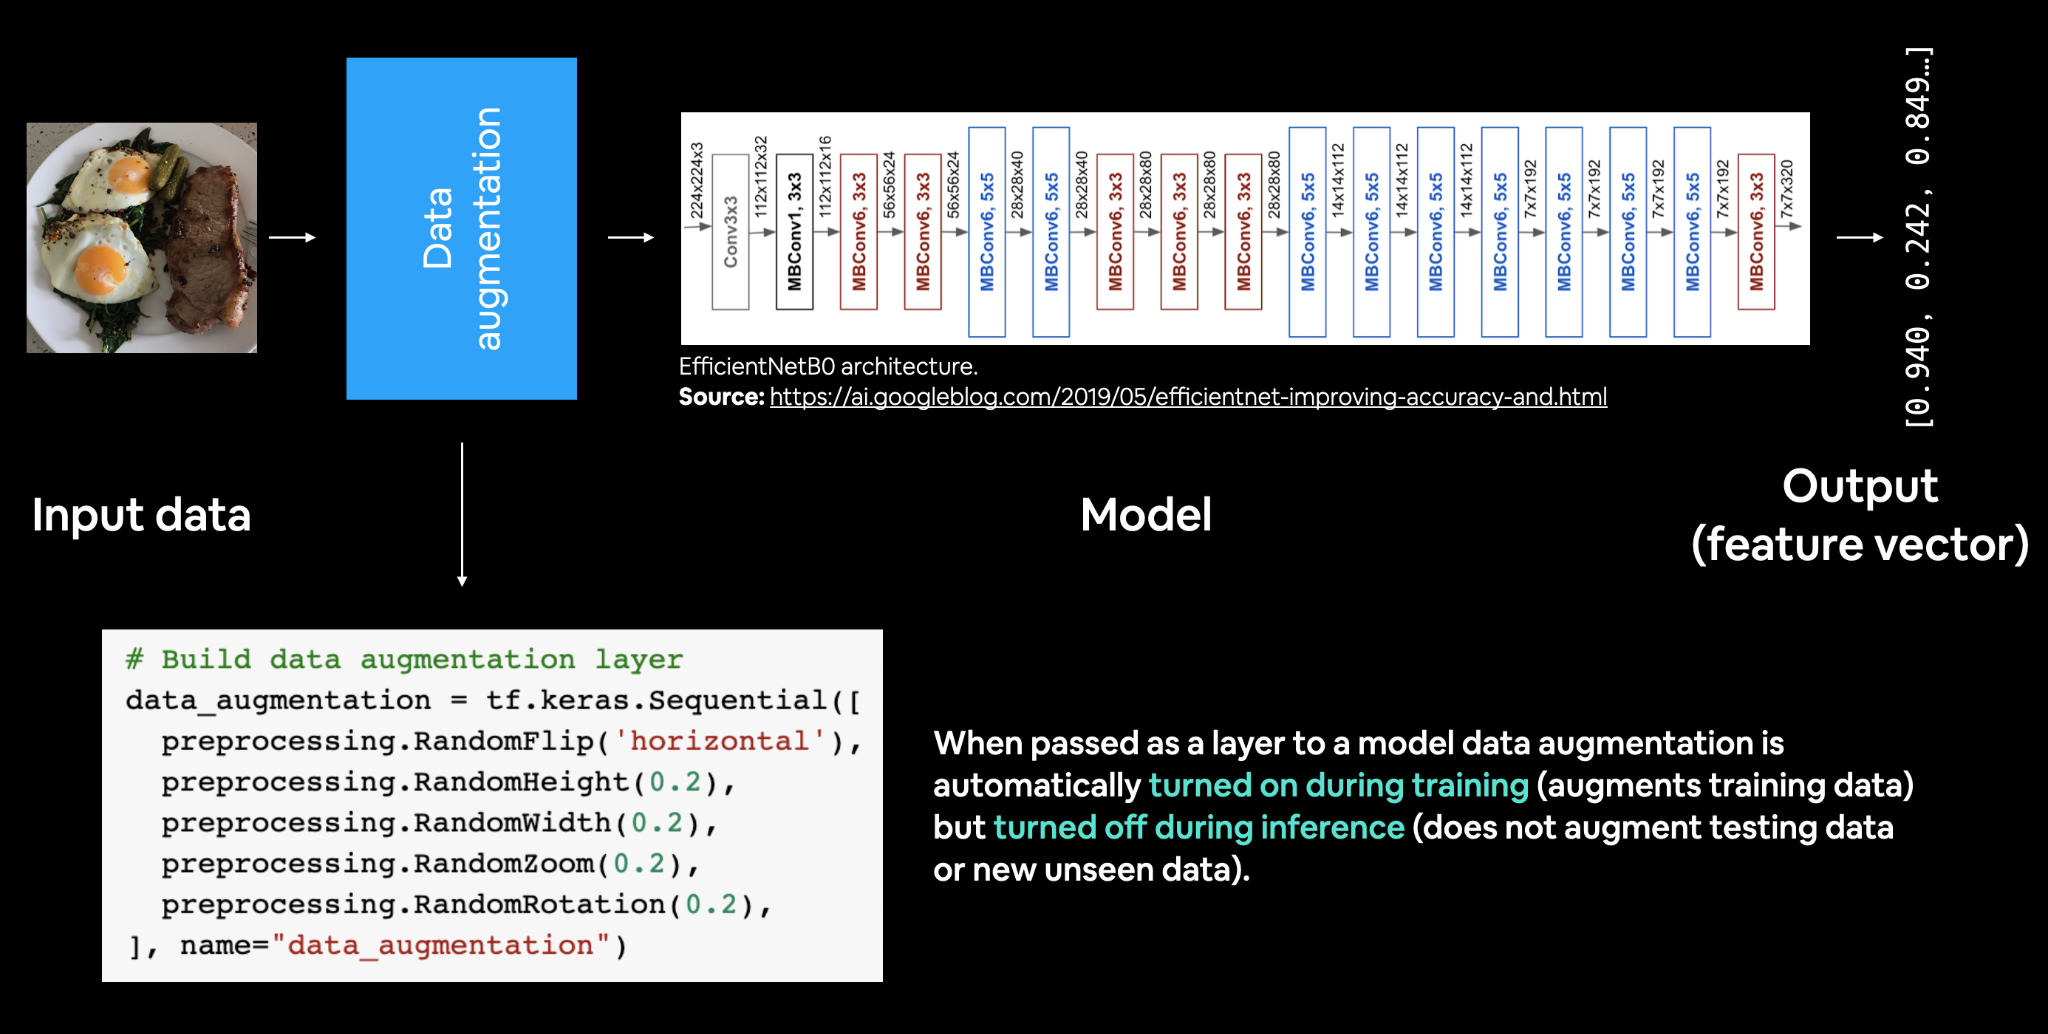 Data
augmentation
224x224x3
Conv3x3
112x112x32
MBConv1, 3x3
112x112x16
MBConv6, 3x3
56x56x24
MBConv6, 3x3
56x56x24
MBConv6, 5x5
28x28x40
MBConv6, 5x5
28x28x40
MBConv6, 3x3
28x28x80
MBConv6, 3x3
28x28x80
MBConv6, 3x3
28x28x80
MBConv6, 5x5
14x14x112
MBConv6, 5x5
14x14x112
MBConv6, 5x5
14x14x112
MBConv6, 5x5
7x7x192
MBConv6, 5x5
7x7x192
MBConv6, 5x5
7x7x192
MBConv6, 5x5
7x7x192
MBConv6, 3x3
7x7x320
[0.940, 0.242, 0.849…]
EfficientNetB0 architecture.
Source: https://ai.googleblog.com/2019/05/efficientnet-improving-accuracy-and.html
Input data
Model
Output
(feature vector)
# Build data augmentation layer
data_augmentation = tf.keras.Sequential([
  preprocessing.RandomFlip('horizontal'),
  preprocessing.RandomHeight(0.2),
  preprocessing.RandomWidth(0.2),
  preprocessing.RandomZoom(0.2),
  preprocessing.RandomRotation(0.2),
], name="data_augmentation")
When passed as a layer to a model data augmentation is
automatically turned on during training (augments training data)
but turned off during inference (does not augment testing data
or new unseen data).